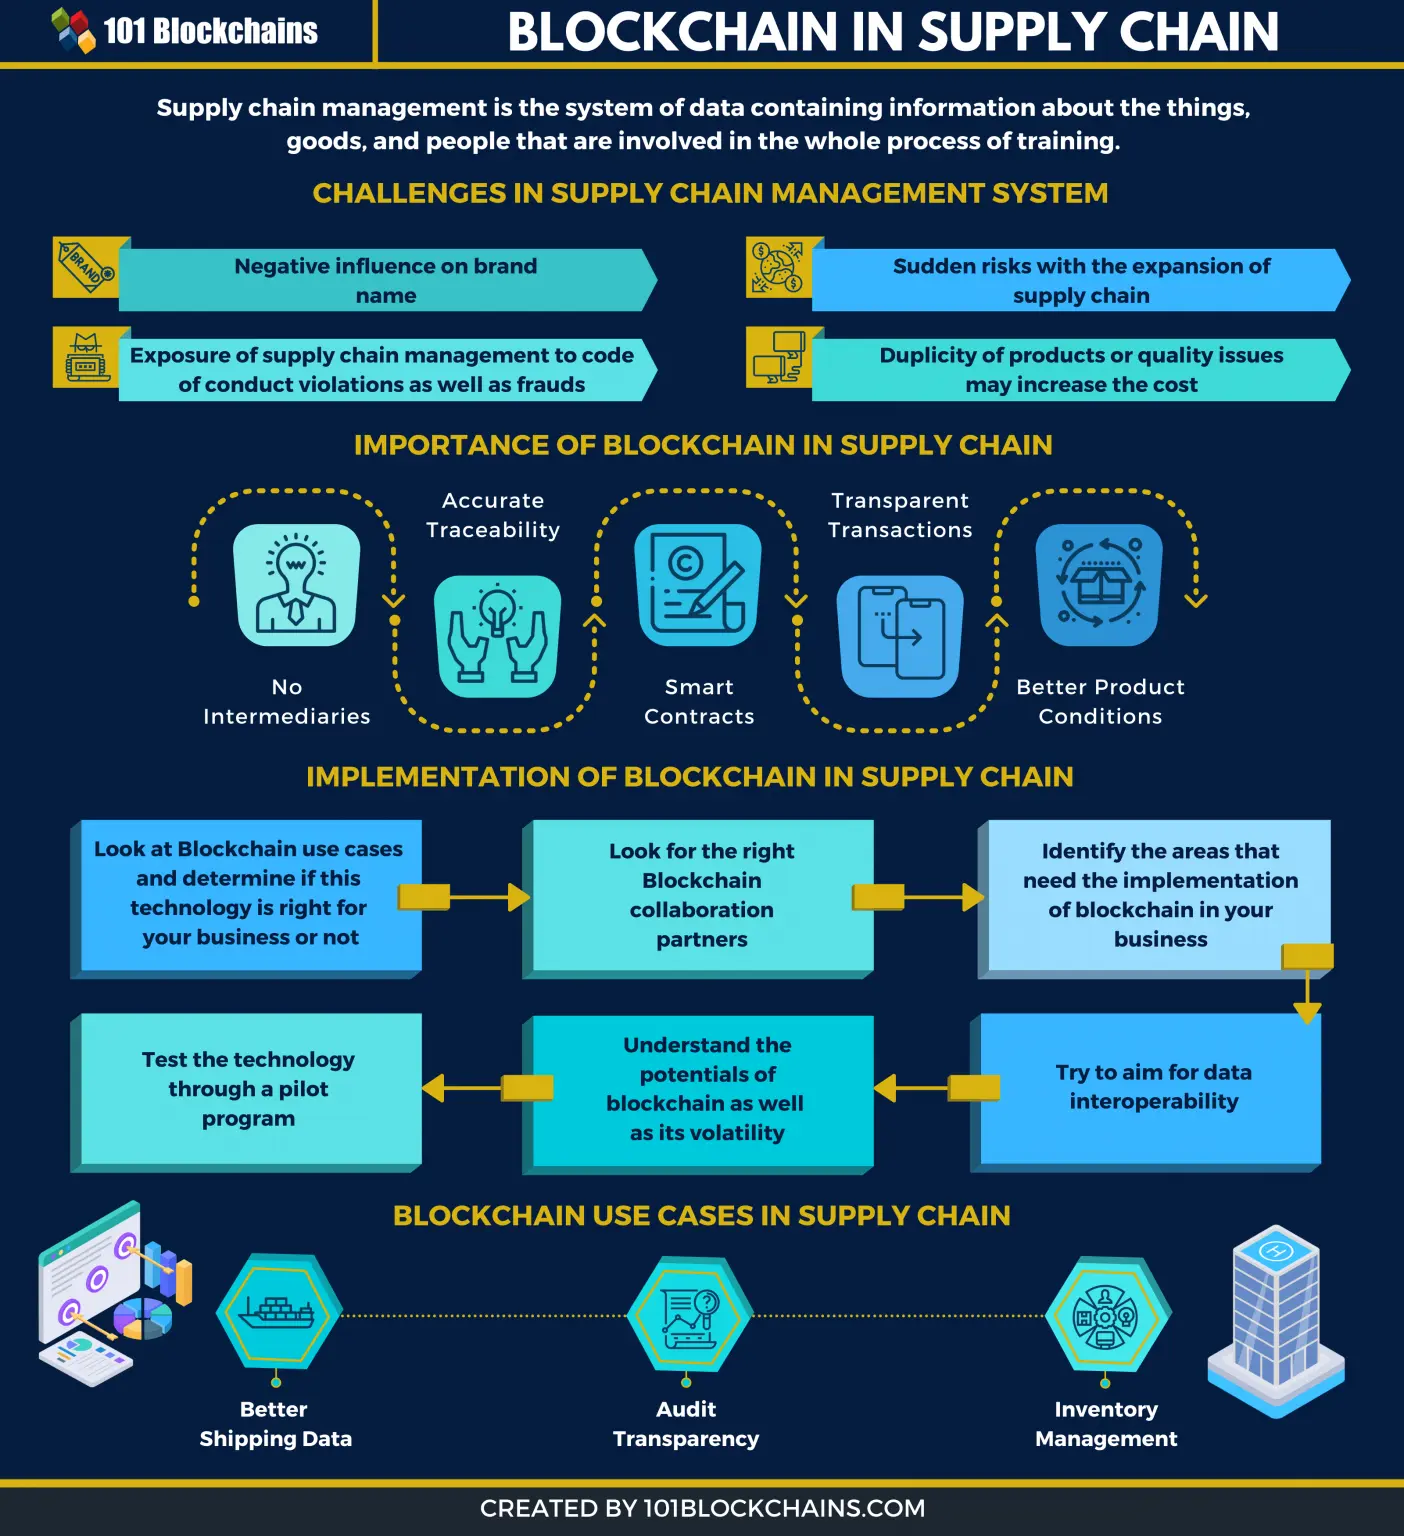 101 Blockchains
BLOCKCHAIN IN SUPPLY CHAIN
Supply chain management is the system of data containing information about the things,
goods, and people that are involved in the whole process of training.
CHALLENGES IN SUPPLY CHAIN MANAGEMENT SYSTEM
BRAND
Negative influence on brand
name
Sudden risks with the expansion of
supply chain
Exposure of supply chain management to code
of conduct violations as well as frauds
Duplicity of products or quality issues
may increase the cost
IMPORTANCE OF BLOCKCHAIN IN SUPPLY CHAIN
No
Intermediaries
Accurate
Traceability
Smart
Contracts
Transparent
Transactions
Better Product
Conditions
IMPLEMENTATION OF BLOCKCHAIN IN SUPPLY CHAIN
Look at Blockchain use cases
and determine if this
technology is right for
your business or not
Look for the right
Blockchain
collaboration
partners
Identify the areas that
need the implementation
of blockchain in your
business
Try to aim for data
interoperability
Understand the
potentials of
blockchain as well
as its volatility
Test the technology
through a pilot
program
BLOCKCHAIN USE CASES IN SUPPLY CHAIN
H
Better
Shipping Data
Audit
Transparency
Inventory
Management
CREATED BY 101BLOCKCHAINS.COM